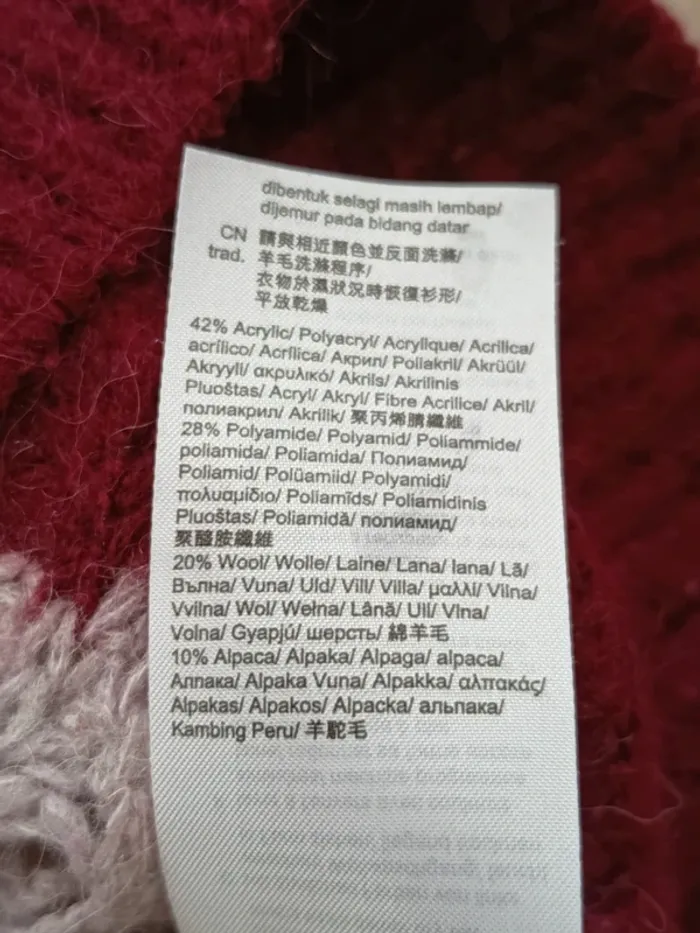 dibentuk selagi masih lembap/
dijemur pada bidang datar
CN 請與相近顏色並反面洗滌/
trad. 羊毛洗滌程序/
衣物於濕狀況時恢復衫形/
平放乾燥
42% Acrylic/ Polyacryl/ Acrylique/ Acrilica/
acrílico/ Acrílica/ Акрил/ Poliakril/ Akrüül/
Akryyli/ ακρυλικό/ Akrils/ Akrilinis
Pluoštas/ Acryl/ Akryl/ Fibre Acrilice/ Akril/
полиакрил/ Akrilik/ 聚丙烯腈纖維
28% Polyamide/ Polyamid/ Poliammide/
poliamida/ Poliamida/ Полиамид/
Poliamid/ Polüamiid/ Polyamidi/
πολυαμίδιο/ Poliamīds/ Poliamidinis
Pluoštas/ Poliamidă/ полиамид/
聚醯胺纖維
20% Wool/ Wolle/ Laine/ Lana/ lana/ Lã/
Вълна/ Vuna/ Uld/ Vill/ Villa/ μαλλί/ Vilna/
Vvilna/ Wol/ Wełna/ Lână/ Ull/ Vlna/
Volna/ Gyapjú/ шерсть/ 綿羊毛
10% Alpaca/ Alpaka/ Alpaga/ alpaca/
Алпака/ Alpaka Vuna/ Alpakka/ αλπακάς/
Alpakas/ Alpakos/ Alpacka/ альпака/
Kambing Peru/ 羊駝毛